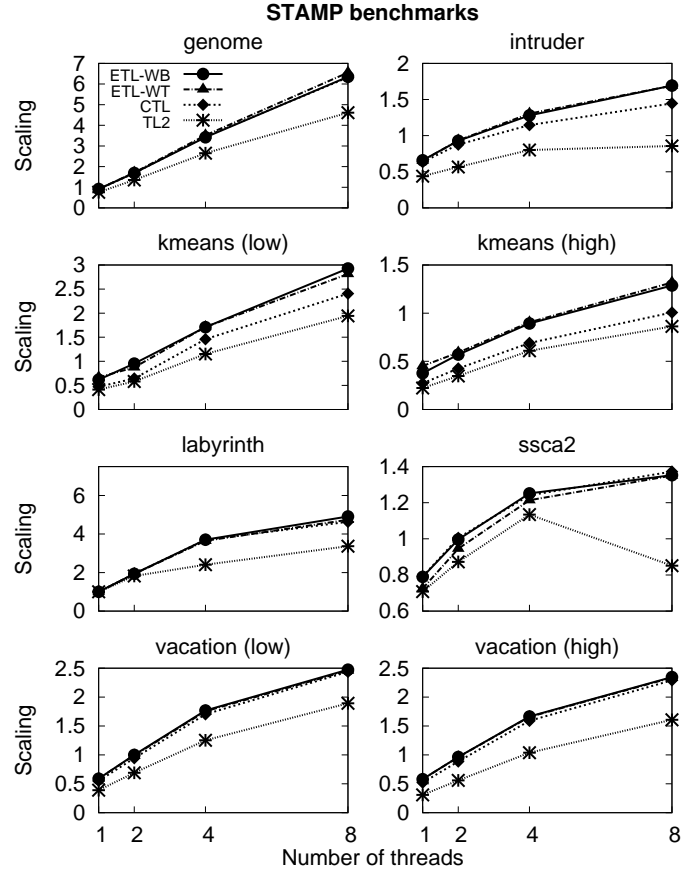 STAMP benchmarks
genome
Scaling
7
6
5
4
3
2
1
0
ETL-WB
ETL-WT
CTL
TL2
intruder
2
1.5
1
0.5
0
kmeans (low)
Scaling
3
2.5
2
1.5
1
0.5
0
kmeans (high)
1.5
1
0.5
0
labyrinth
Scaling
6
4
2
0
ssca2
1.4
1.2
1
0.8
0.6
vacation (low)
Scaling
2.5
2
1.5
1
0.5
0
1 2 4 8
vacation (high)
2.5
2
1.5
1
0.5
0
1 2 4 8
Number of threads